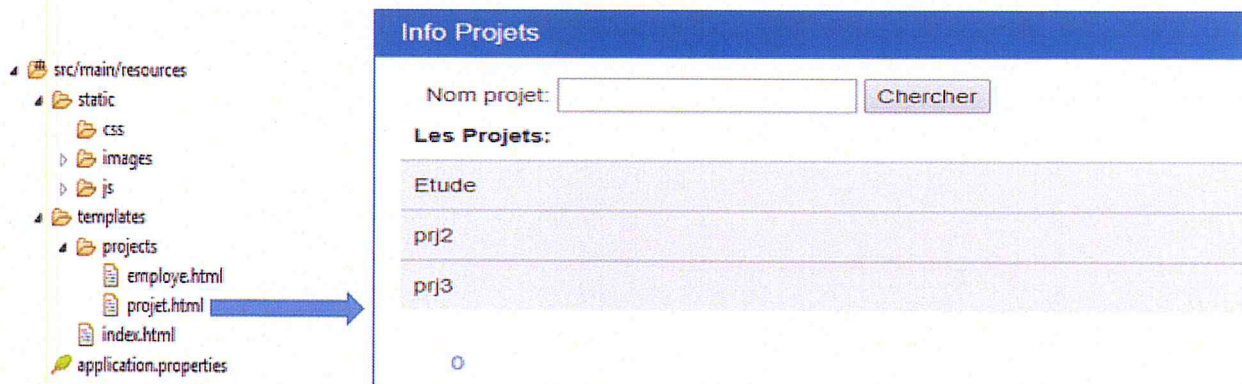 src/main/resources
static
css
images
js
templates
projects
employe.html
projet.html
index.html
application.properties
Info Projets
Nom projet:
Chercher
Les Projets:
Etude
prj2
prj3
0